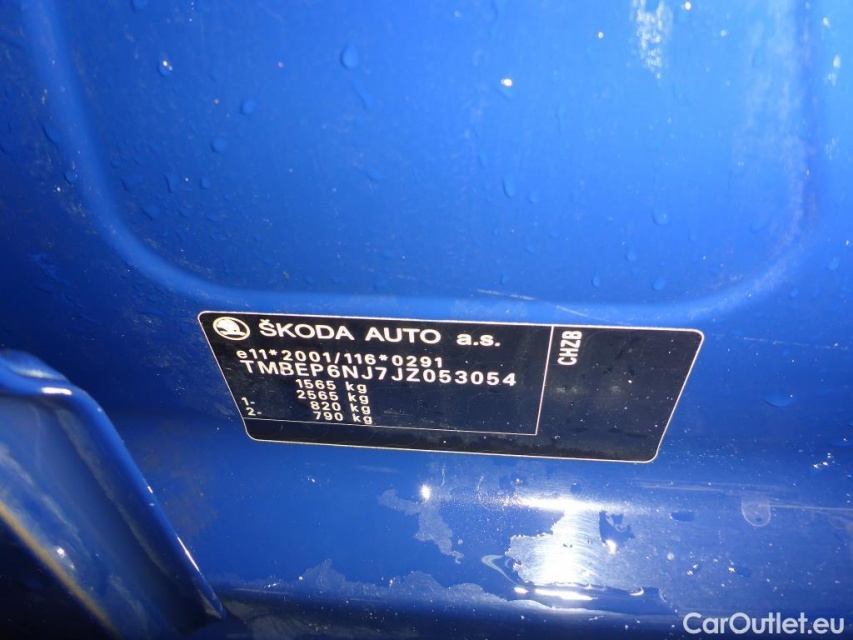 ŠKODA AUTO a.s.
e11*2001/116*0291
TMBEP6NJ7JZ053054
1565 kg
2565 kg
1- 820 kg
2- 790 kg
CHZB
CarOutlet.eu